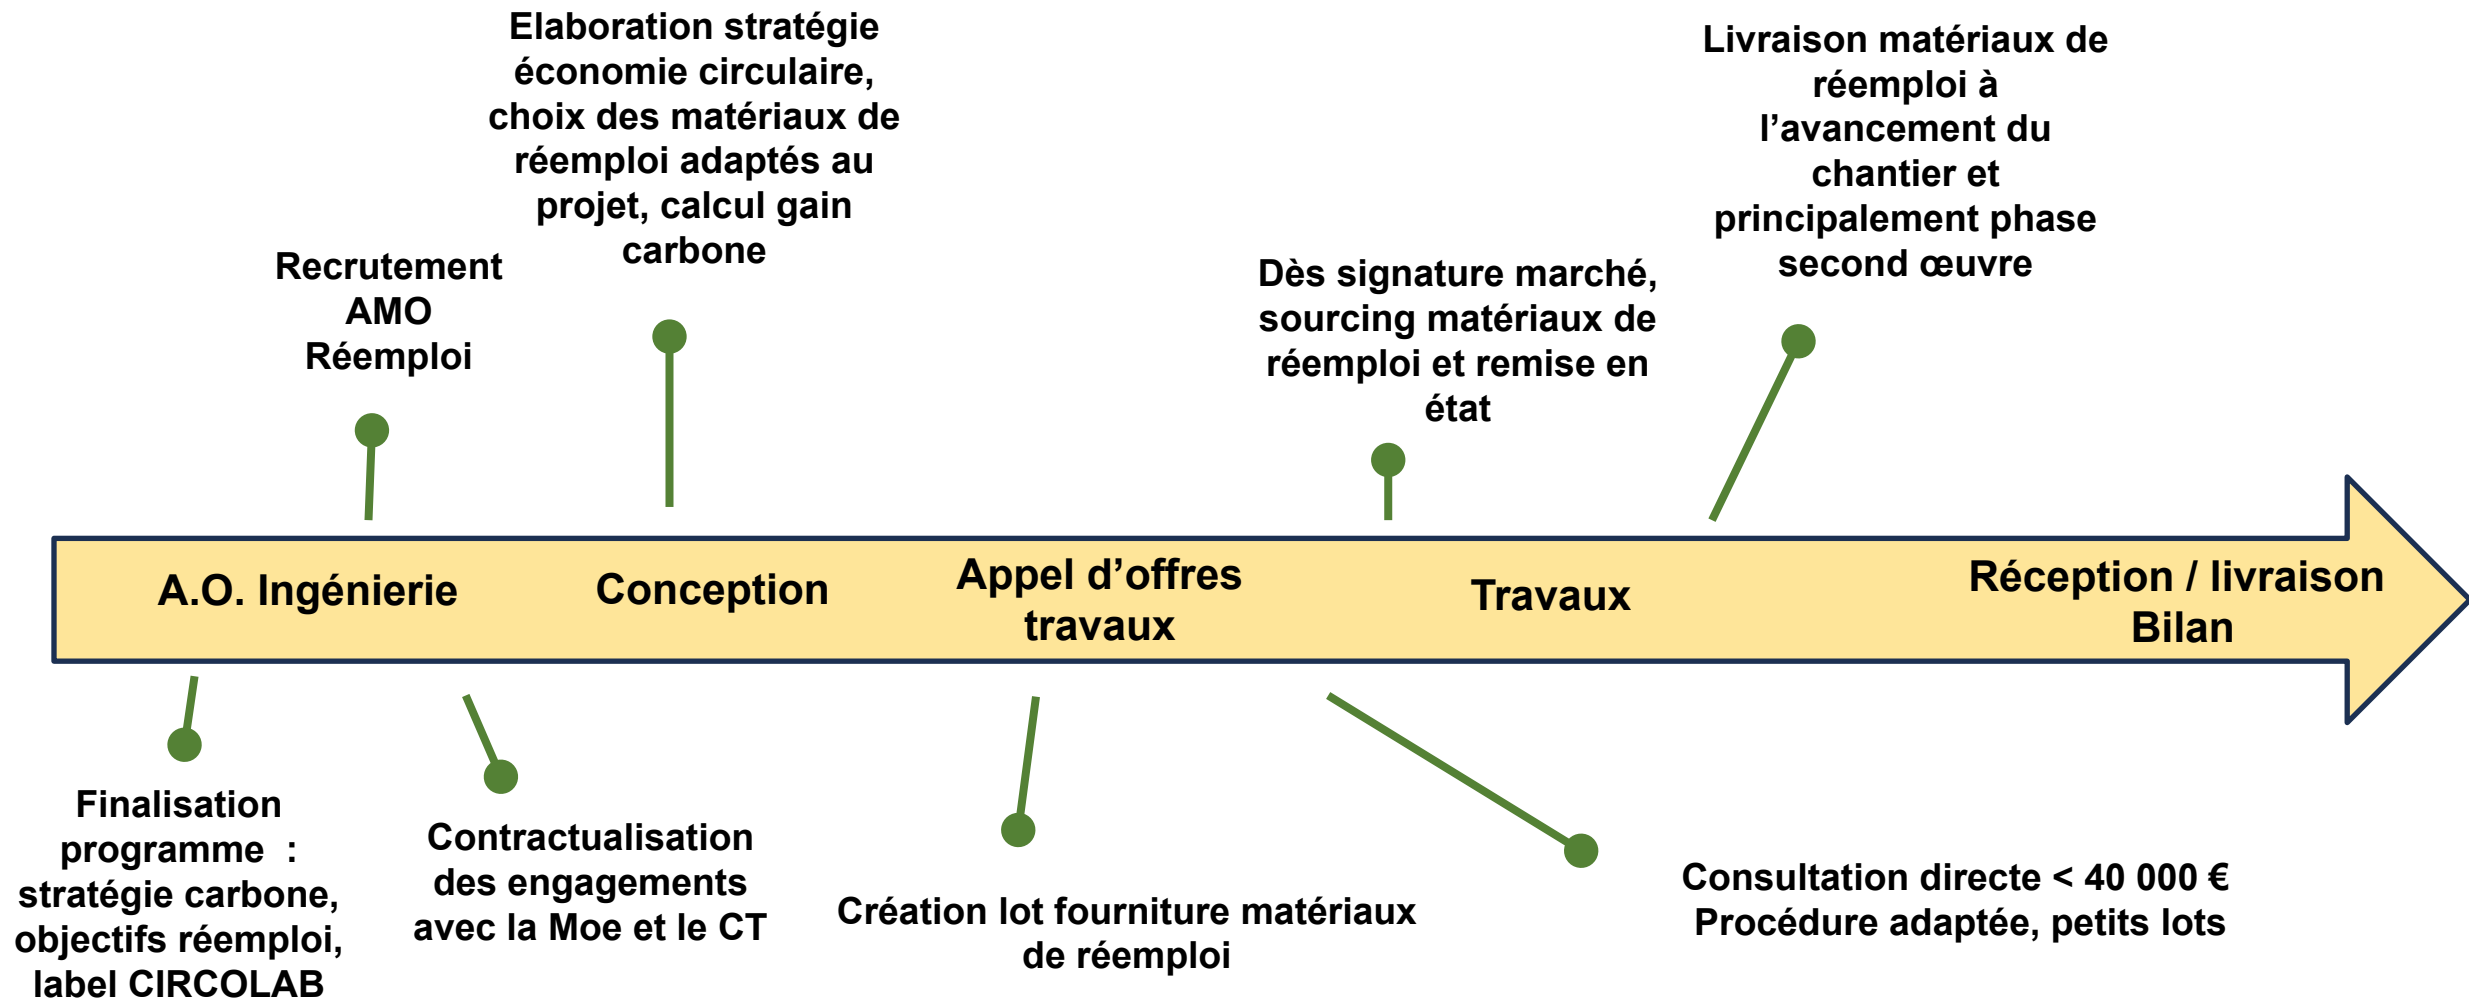 Elaboration stratégie
économie circulaire,
choix des matériaux de
réemploi adaptés au
projet, calcul gain
carbone
Livraison matériaux de
réemploi à
l’avancement du
chantier et
principalement phase
second œuvre
Recrutement
AMO
Réemploi
Dès signature marché,
sourcing matériaux de
réemploi et remise en
état
A.O. Ingénierie
Conception
Appel d’offres
travaux
Travaux
Réception / livraison
Bilan
Finalisation
programme  :
stratégie carbone,
objectifs réemploi,
label CIRCOLAB
Contractualisation
des engagements
avec la Moe et le CT
Création lot fourniture matériaux
de réemploi
Consultation directe < 40 000 €
Procédure adaptée, petits lots